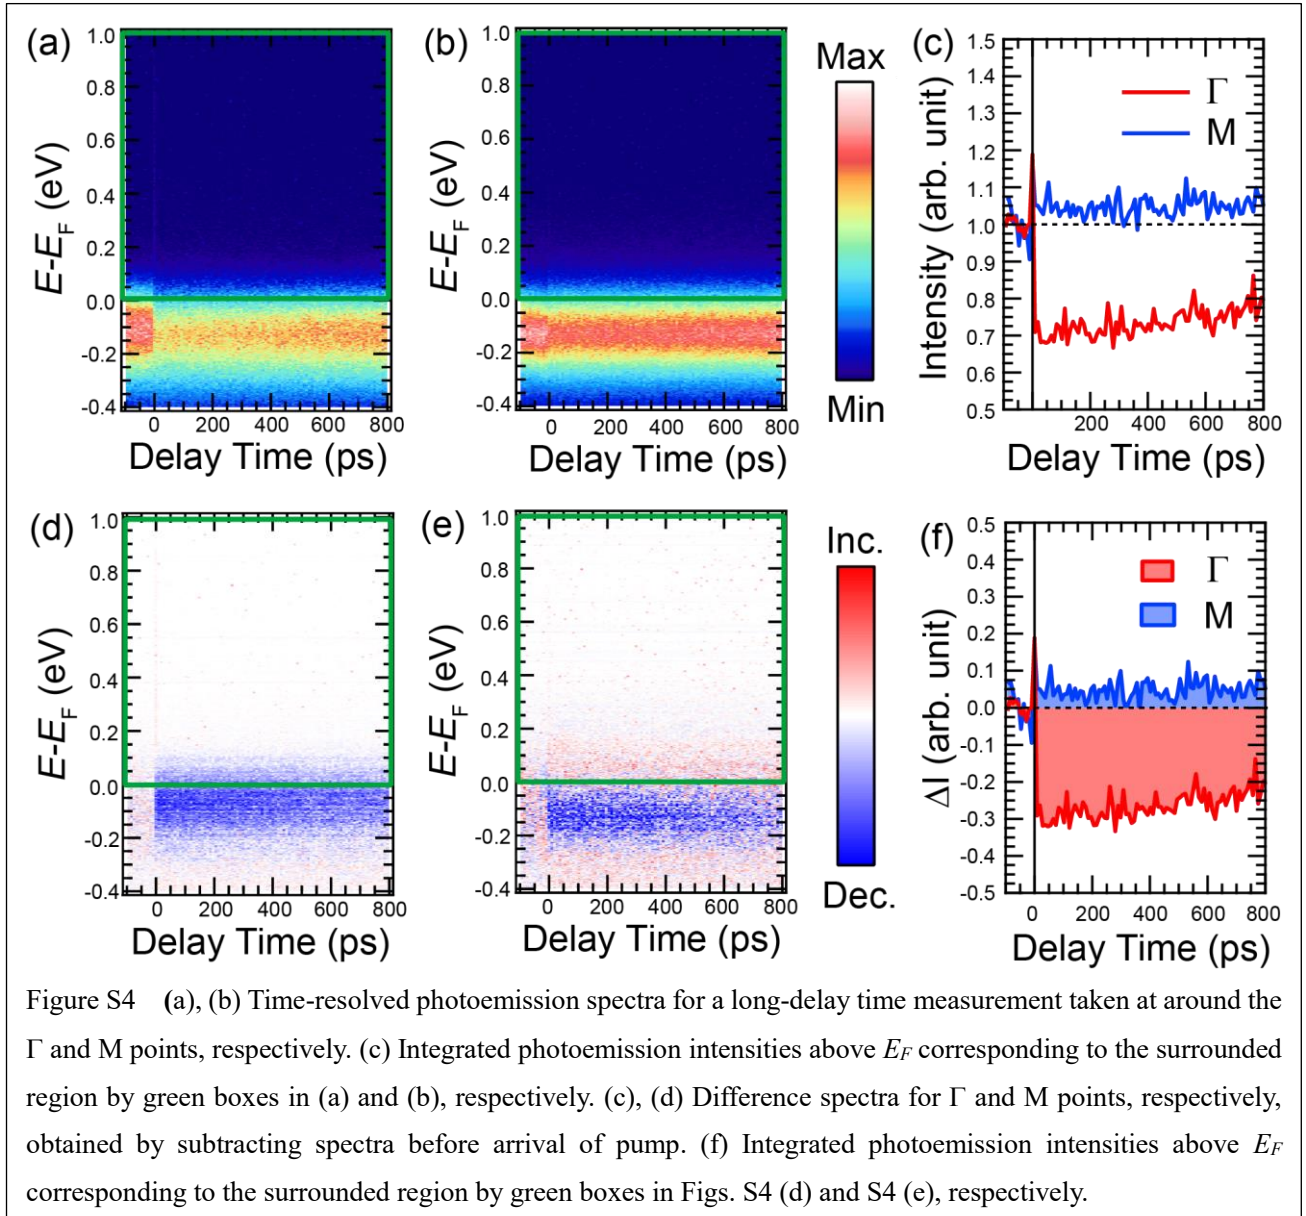 (a)
1.0
0.8
0.6
0.4
0.2
0.0
-0.2
-0.4
E-EF (eV)
0 200 400 600 800
Delay Time (ps)
(b)
1.0
0.8
0.6
0.4
0.2
0.0
-0.2
-0.4
E-EF (eV)
0 200 400 600 800
Delay Time (ps)
Max
Min
(c)
1.5
1.4
1.3
1.2
1.1
1.0
0.9
0.8
0.7
0.6
0.5
Intensity (arb. unit)
Γ
M
0 200 400 600 800
Delay Time (ps)
(d)
1.0
0.8
0.6
0.4
0.2
0.0
-0.2
-0.4
E-EF (eV)
0 200 400 600 800
Delay Time (ps)
(e)
1.0
0.8
0.6
0.4
0.2
0.0
-0.2
-0.4
E-EF (eV)
0 200 400 600 800
Delay Time (ps)
Inc.
Dec.
(f)
0.5
0.4
0.3
0.2
0.1
0.0
-0.1
-0.2
-0.3
-0.4
-0.5
ΔI (arb. unit)
Γ
M
0 200 400 600 800
Delay Time (ps)
Figure S4 (a), (b) Time-resolved photoemission spectra for a long-delay time measurement taken at around the
Γ and M points, respectively. (c) Integrated photoemission intensities above EF corresponding to the surrounded
region by green boxes in (a) and (b), respectively. (c), (d) Difference spectra for Γ and M points, respectively,
obtained by subtracting spectra before arrival of pump. (f) Integrated photoemission intensities above EF
corresponding to the surrounded region by green boxes in Figs. S4 (d) and S4 (e), respectively.